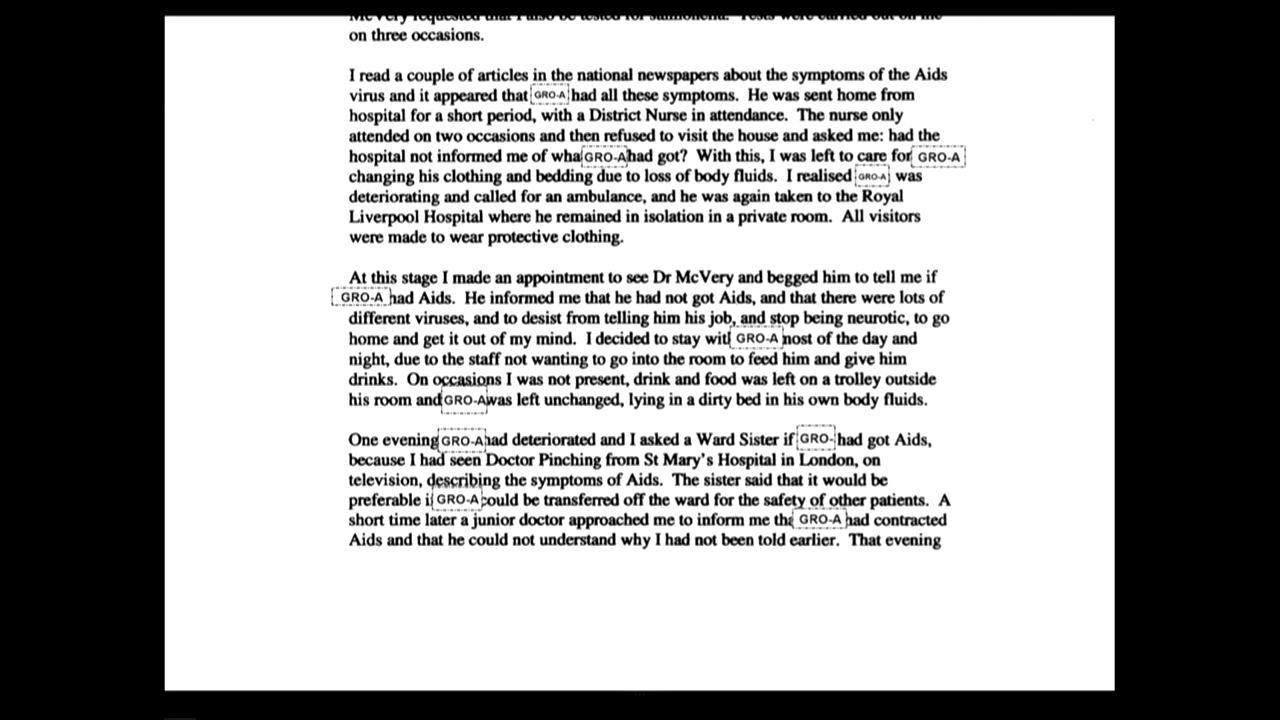 McVery requested that I also be tested for salmonella. Tests were carried out on me
on three occasions.
I read a couple of articles in the national newspapers about the symptoms of the Aids
virus and it appeared that GRO-A had all these symptoms. He was sent home from
hospital for a short period, with a District Nurse in attendance. The nurse only
attended on two occasions and then refused to visit the house and asked me: had the
hospital not informed me of wha GRO-A had got? With this, I was left to care for GRO-A
changing his clothing and bedding due to loss of body fluids. I realised GRO-A was
deteriorating and called for an ambulance, and he was again taken to the Royal
Liverpool Hospital where he remained in isolation in a private room. All visitors
were made to wear protective clothing.
At this stage I made an appointment to see Dr McVery and begged him to tell me if
GRO-A had Aids. He informed me that he had not got Aids, and that there were lots of
different viruses, and to desist from telling him his job, and stop being neurotic, to go
home and get it out of my mind. I decided to stay wit GRO-A most of the day and
night, due to the staff not wanting to go into the room to feed him and give him
drinks. On occasions I was not present, drink and food was left on a trolley outside
his room and GRO-A was left unchanged, lying in a dirty bed in his own body fluids.
One evening GRO-A had deteriorated and I asked a Ward Sister if GRO- had got Aids,
because I had seen Doctor Pinching from St Mary's Hospital in London, on
television, describing the symptoms of Aids. The sister said that it would be
preferable i GRO-A could be transferred off the ward for the safety of other patients. A
short time later a junior doctor approached me to inform me tha GRO-A had contracted
Aids and that he could not understand why I had not been told earlier. That evening